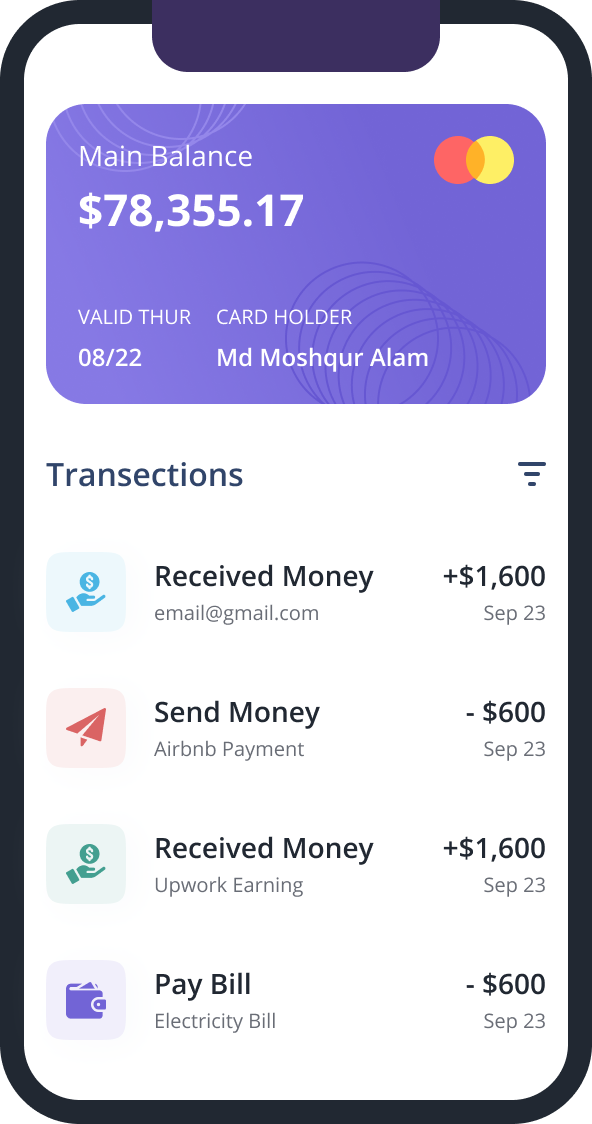 Main Balance
$78,355.17
VALID THUR CARD HOLDER
08/22 Md Moshqur Alam
Transections
Received Money +$1,600
email@gmail.com Sep 23
Send Money - $600
Airbnb Payment Sep 23
Received Money +$1,600
Upwork Earning Sep 23
Pay Bill - $600
Electricity Bill Sep 23